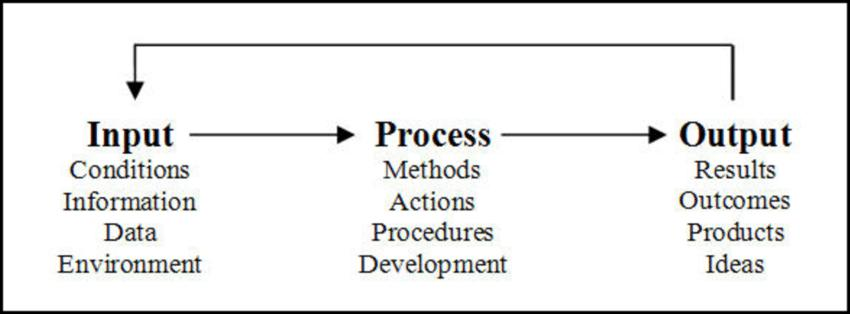 Input
Conditions
Information
Data
Environment
Process
Methods
Actions
Procedures
Development
Output
Results
Outcomes
Products
Ideas